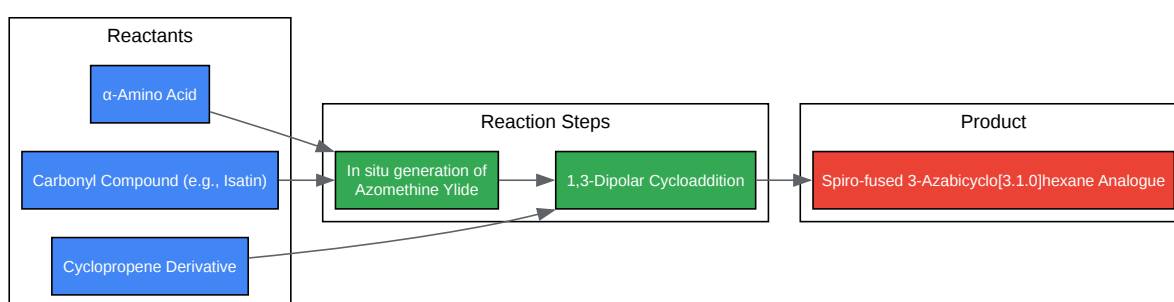 Reactants
α-Amino Acid
Carbonyl Compound (e.g., Isatin)
Cyclopropene Derivative
Reaction Steps
In situ generation of
Azomethine Ylide
1,3-Dipolar Cycloaddition
Product
Spiro-fused 3-Azabicyclo[3.1.0]hexane Analogue